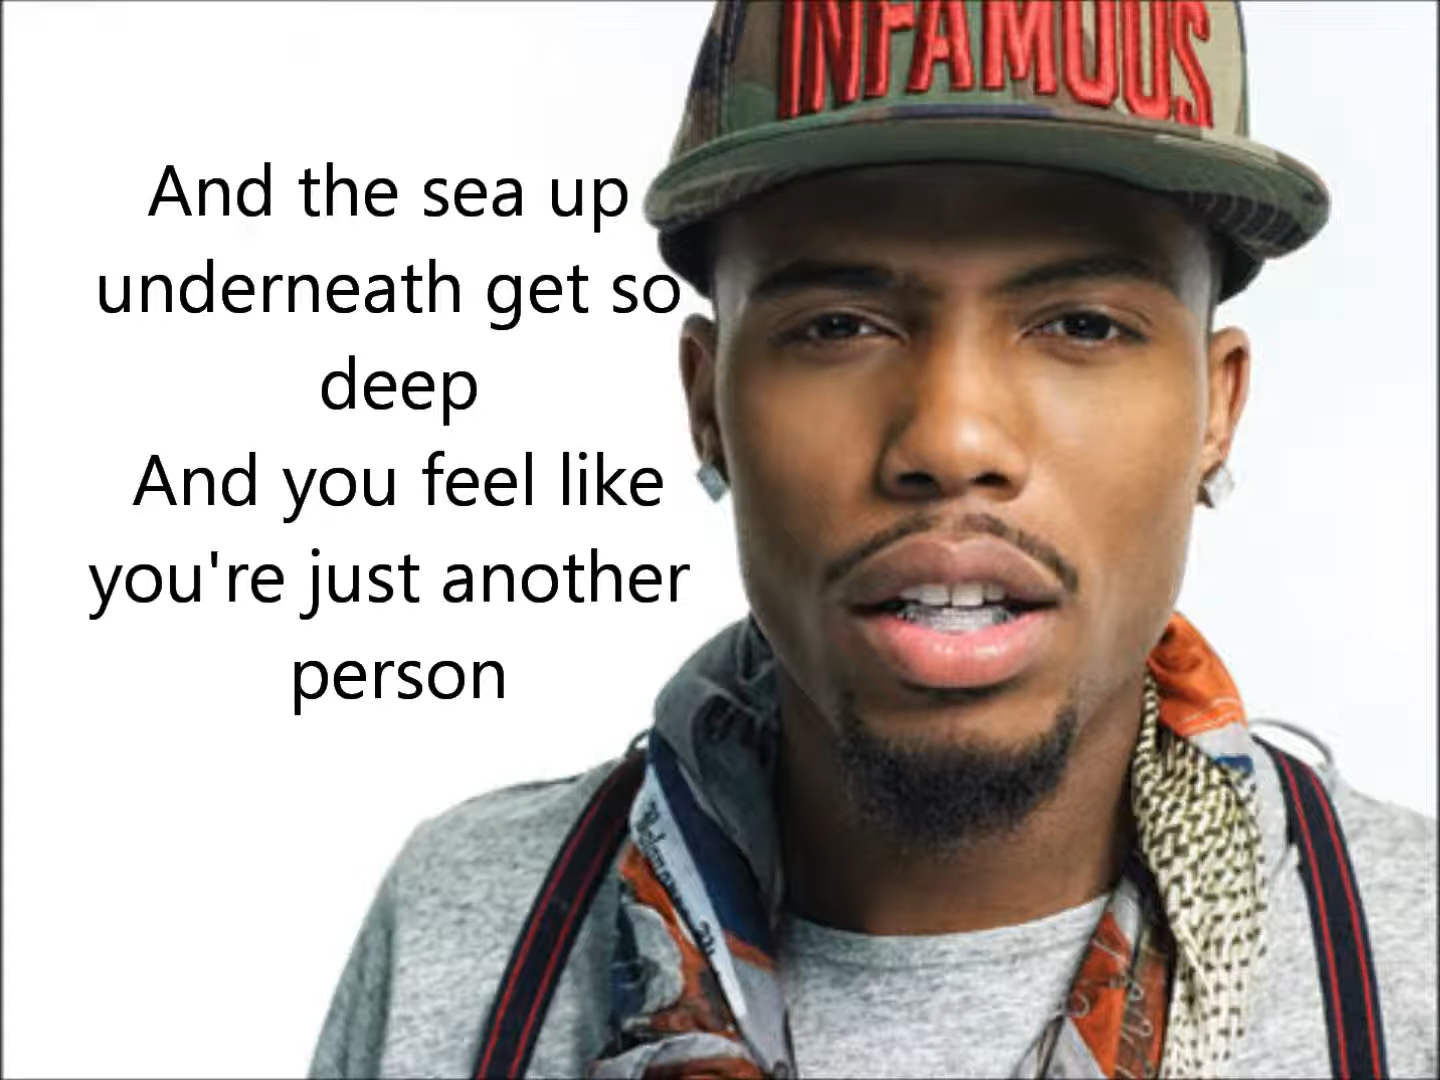 INFAMOUS
And the sea up
underneath get so
deep
And you feel like
you're just another
person